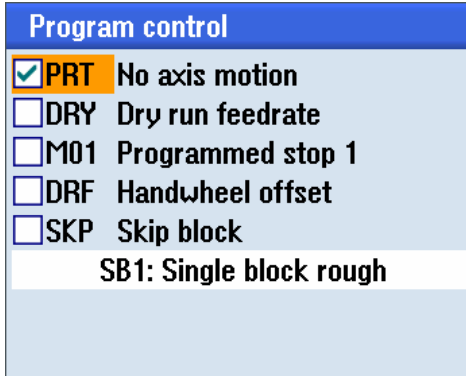 Program control
PRT No axis motion
DRY Dry run feedrate
M01 Programmed stop 1
DRF Handwheel offset
SKP Skip block
SB1: Single block rough